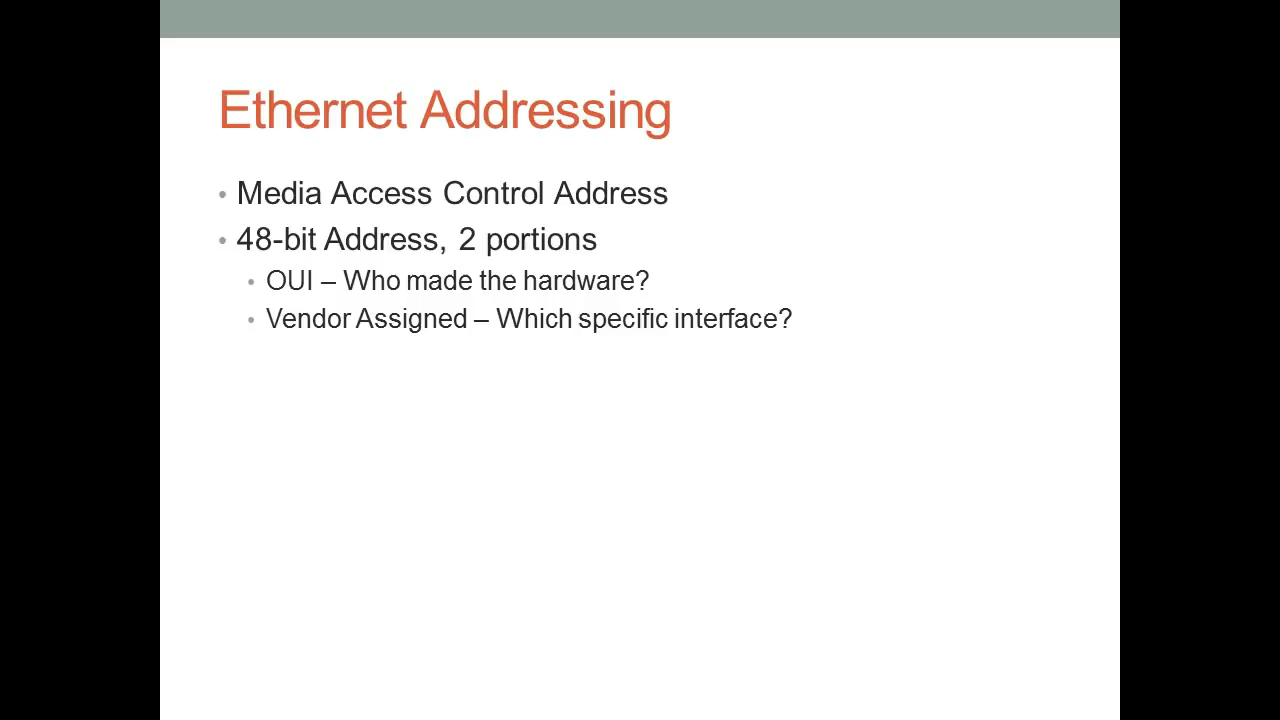 Ethernet Addressing
• Media Access Control Address
• 48-bit Address, 2 portions
• OUI – Who made the hardware?
• Vendor Assigned – Which specific interface?